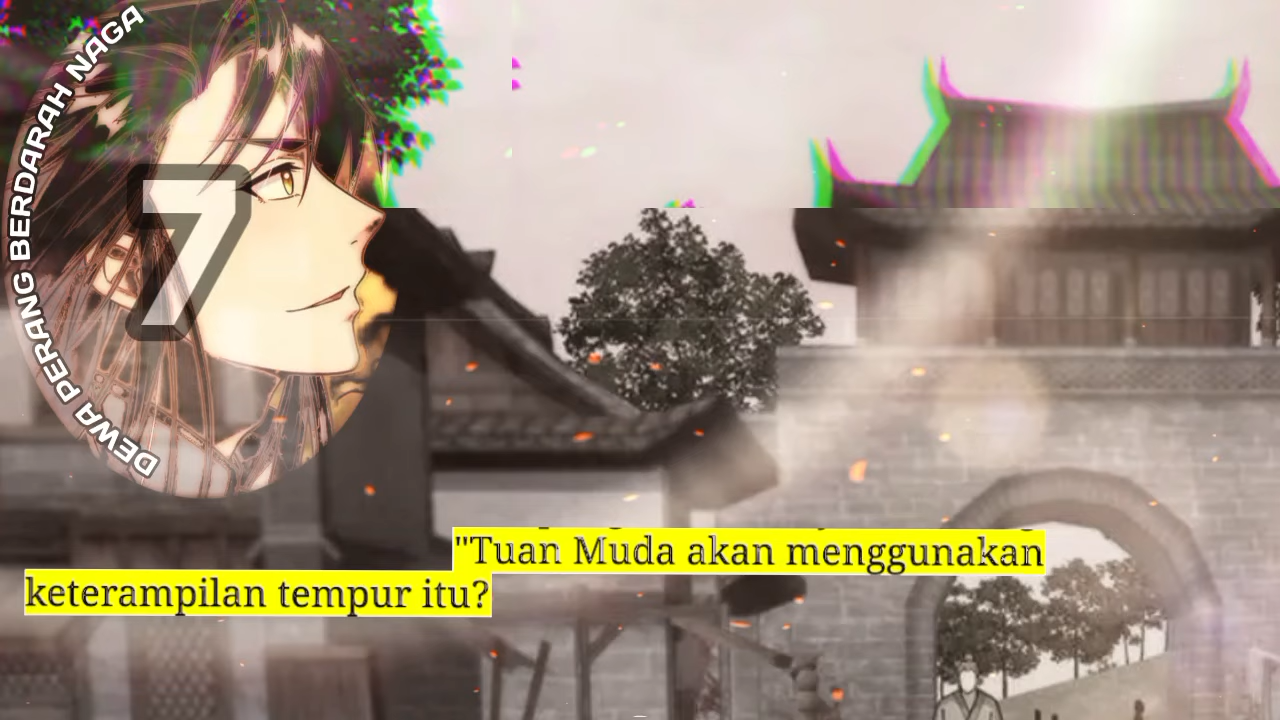 DEWA PERANG BERDARAH NAGA
7
"Tuan Muda akan menggunakan
keterampilan tempur itu?